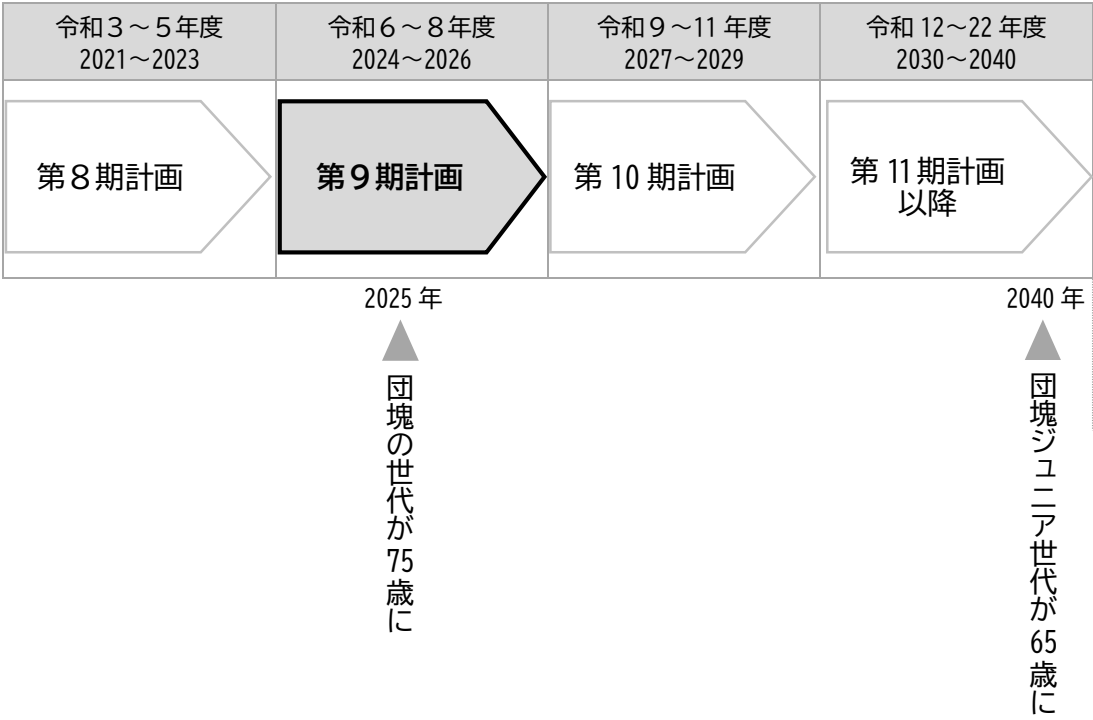 令和３～５年度
2021～2023
令和６～８年度
2024～2026
令和９～11 年度
2027～2029
令和 12～22 年度
2030～2040
第８期計画
第９期計画
第 10 期計画
第 11 期計画
以降
2025 年
2040 年
団塊の世代が 75 歳に
団塊ジュニア世代が 65 歳に